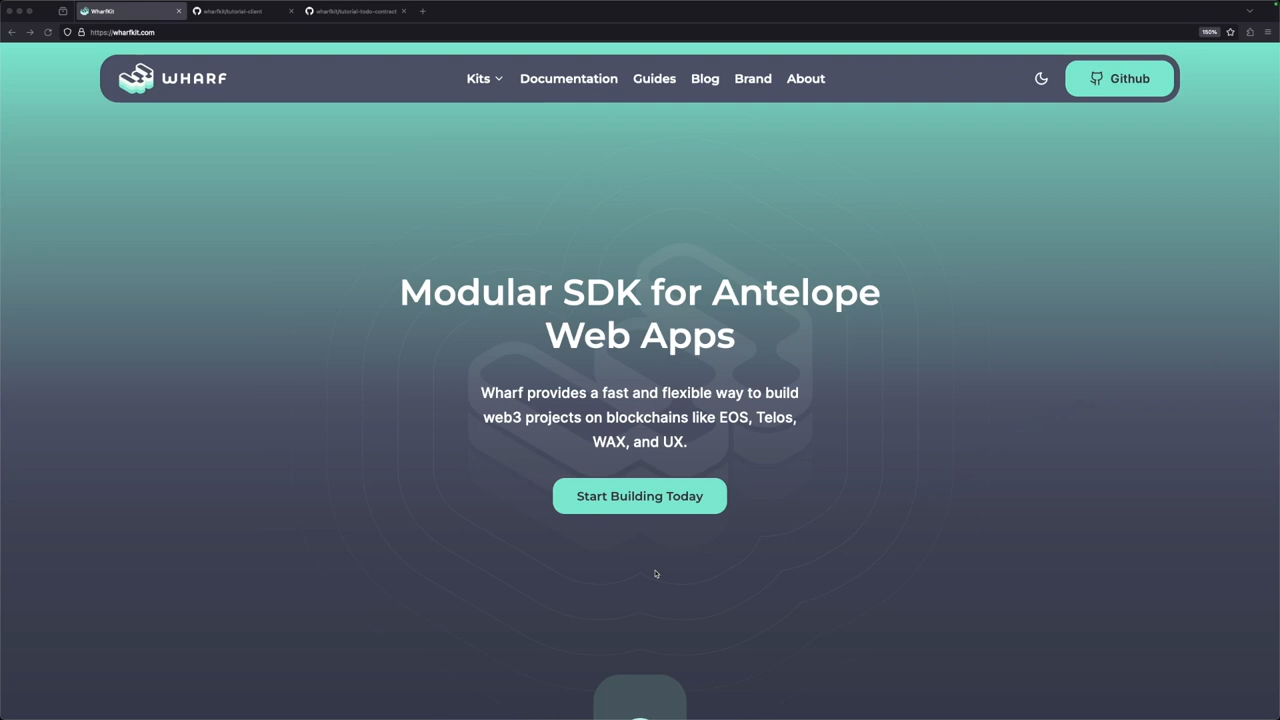 WharfKit
wharfkit/tutorial-client
wharfkit/tutorial-todo-contract
https://wharfkit.com
150%
WHARF
Kits
Documentation
Guides
Blog
Brand
About
Github
Modular SDK for Antelope
Web Apps
Wharf provides a fast and flexible way to build
web3 projects on blockchains like EOS, Telos,
WAX, and UX.
Start Building Today